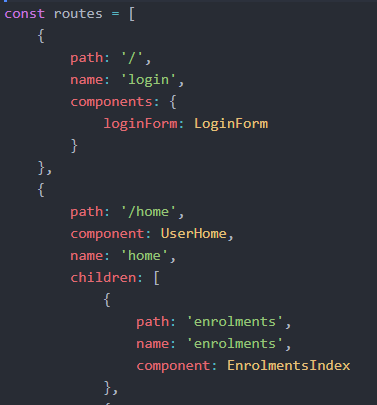 const routes = [
{
path: '/',
name: 'login',
components: {
loginForm: LoginForm
}
},
{
path: '/home',
component: UserHome,
name: 'home',
children: [
{
path: 'enrolments',
name: 'enrolments',
component: EnrolmentsIndex
},